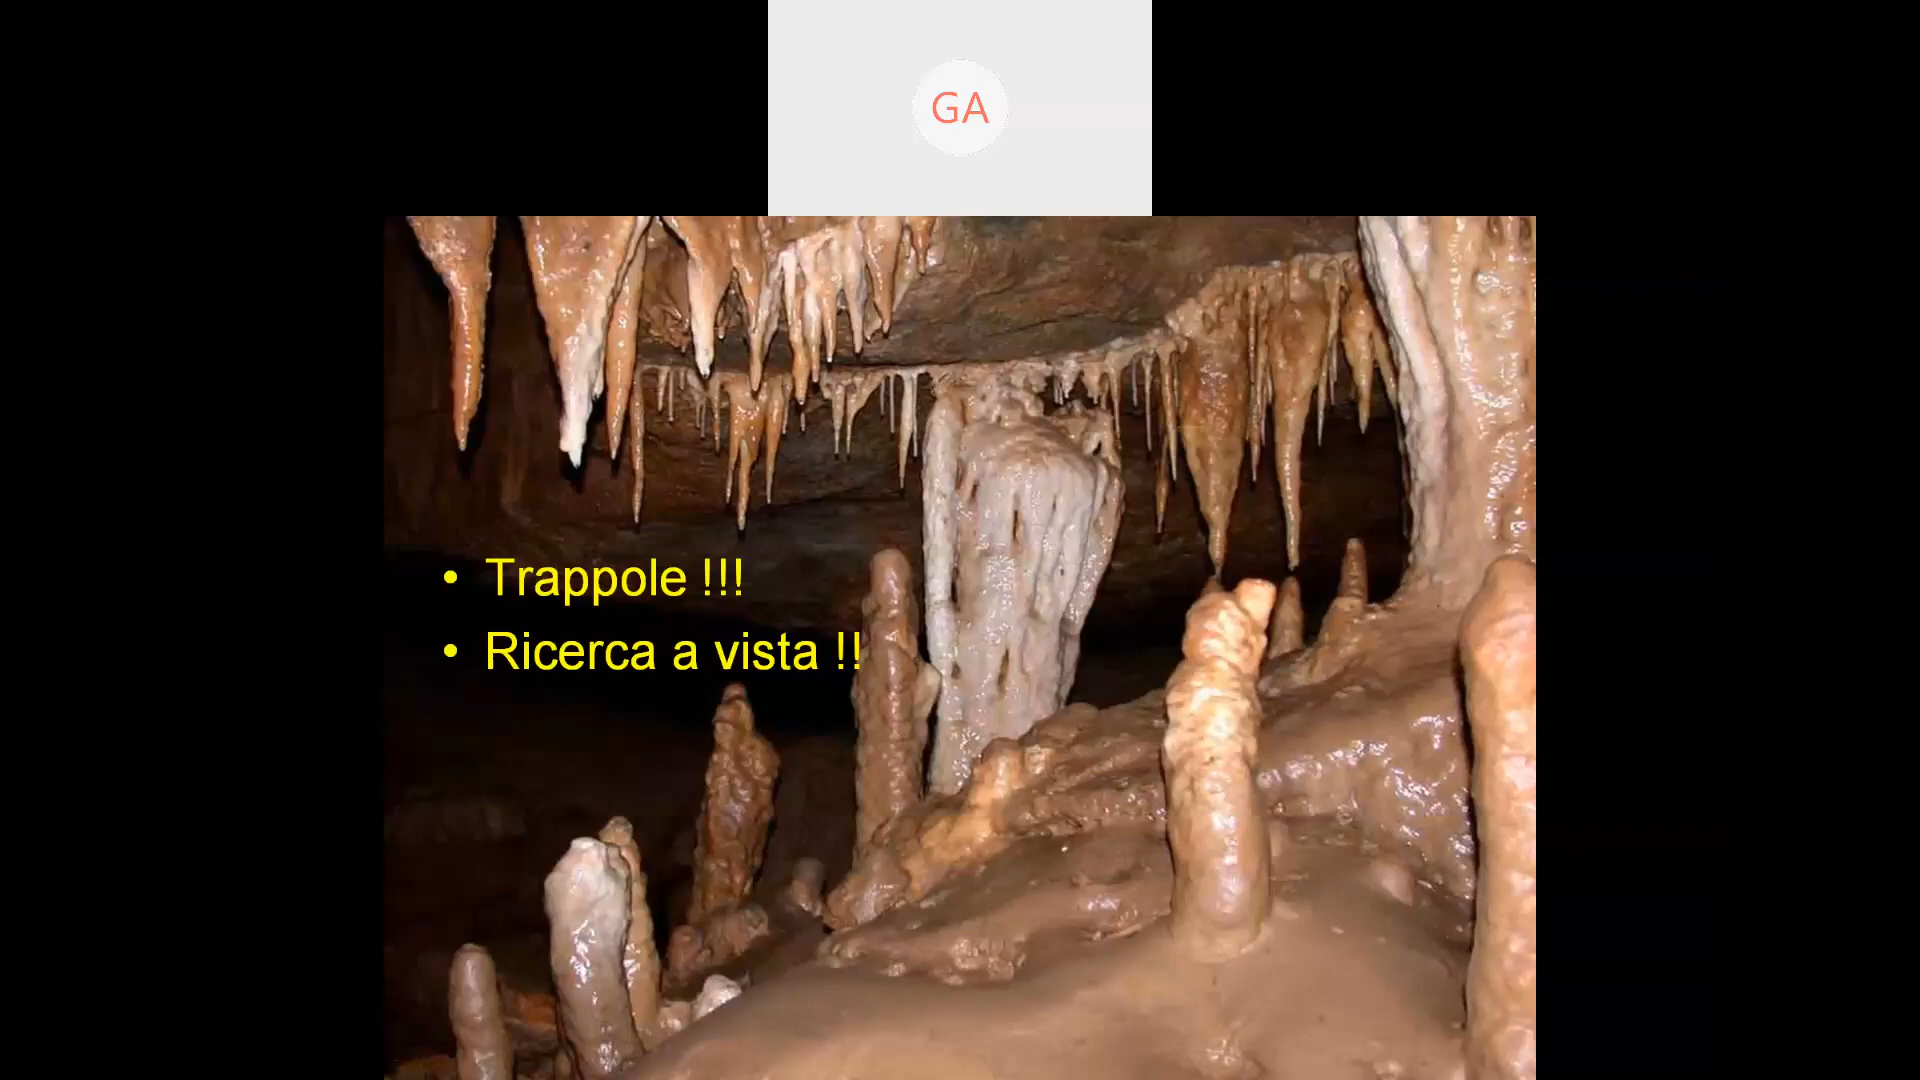 GA
• Trappole !!!
• Ricerca a vista !!